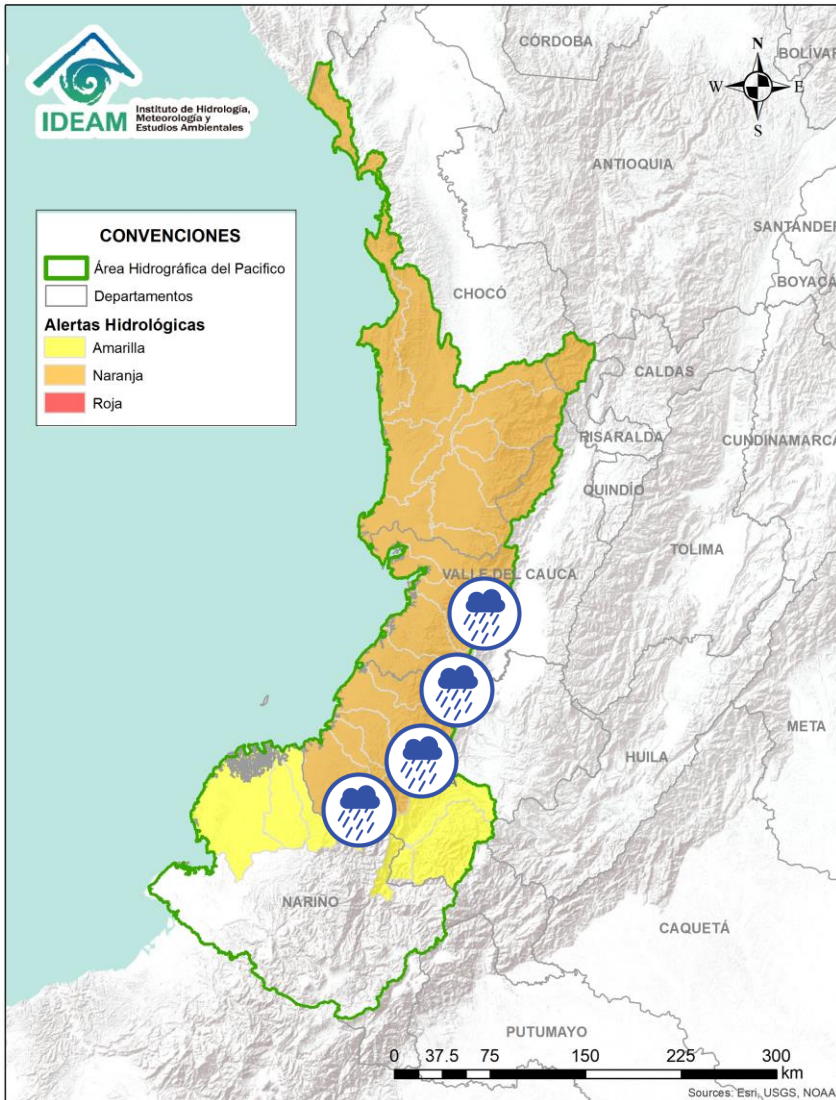 IDEAM
Instituto de Hidrología,
Meteorología y
Estudios Ambientales
CÓRDOBA
BOLÍVAR
N
W
E
S
ANTIOQUIA
SANTANDER
BOYACÁ
CONVENCIONES
Área Hidrográfica del Pacifico
Departamentos
Alertas Hidrológicas
Amarilla
Naranja
Roja
CHOCÓ
CALDAS
RISARALDA
CUNDINAMARCA
QUINDÍO
TOLIMA
VALLE DEL CAUCA
META
HUILA
NARIÑO
CAQUETÁ
PUTUMAYO
0 37.5 75 150 225 300
km
Sources: Esri, USGS, NOAA